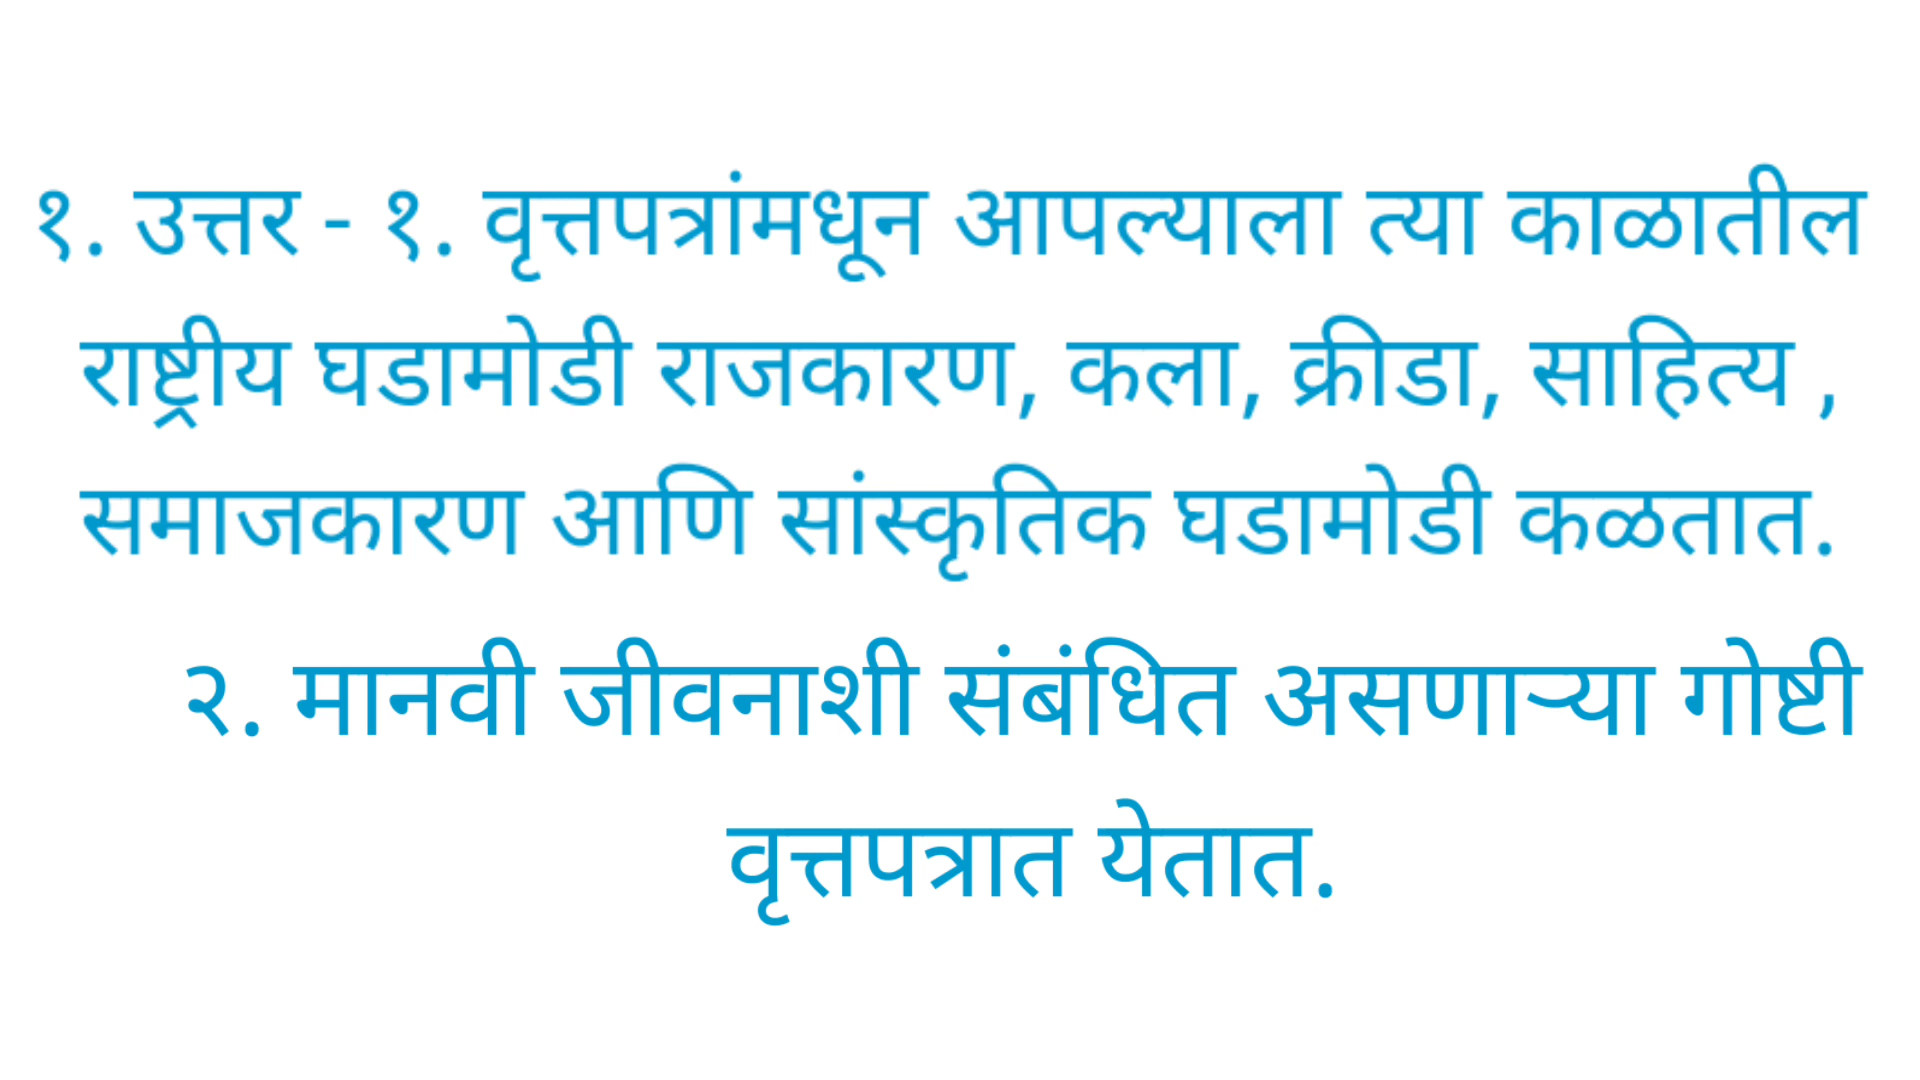 १. उत्तर - १. वृत्तपत्रांमधून आपल्याला त्या काळातील
राष्ट्रीय घडामोडी राजकारण, कला, क्रीडा, साहित्य ,
समाजकारण आणि सांस्कृतिक घडामोडी कळतात.
२. मानवी जीवनाशी संबंधित असणाऱ्या गोष्टी
वृत्तपत्रात येतात.